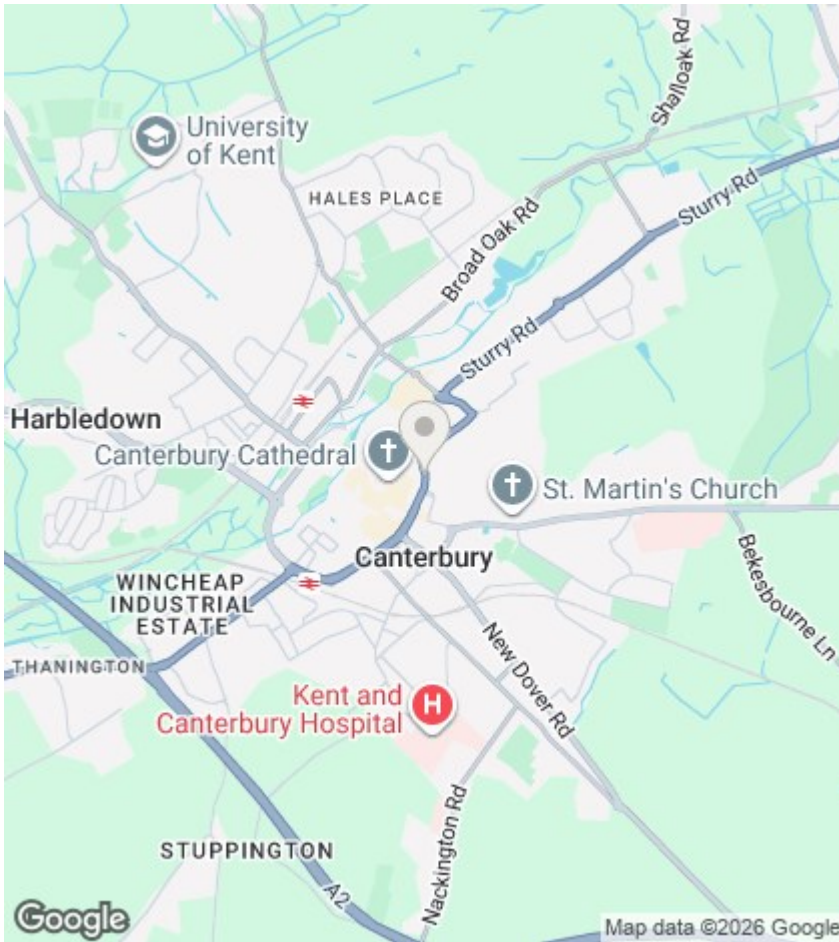 Shalloak Rd
University
of Kent
HALES PLACE
Broad Oak Rd
Sturry Rd
Sturry Rd
Harbledown
Canterbury Cathedral
St. Martin's Church
Canterbury
WINCHEAP
INDUSTRIAL
ESTATE
Bekesbourne Ln
THANINGTON
New Dover Rd
Kent and
Canterbury Hospital
H
Nackington Rd
STUPPINGTON
A2
Google
Map data ©2026 Google